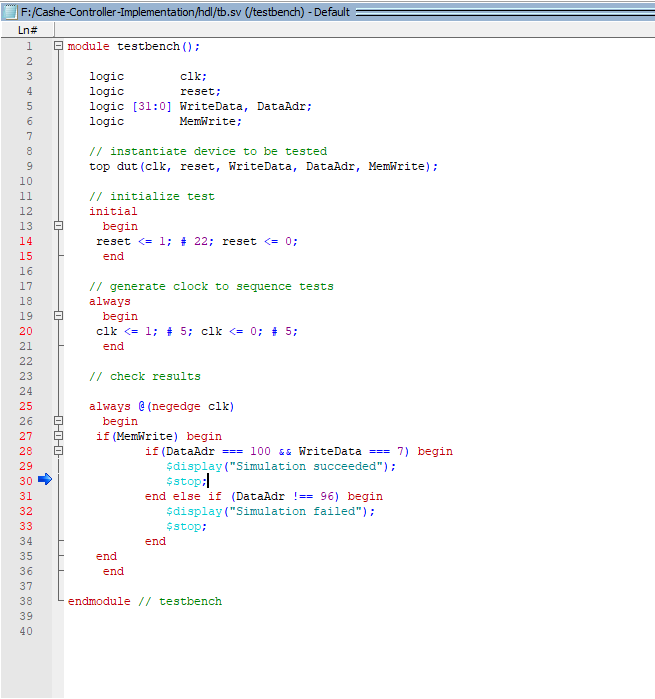 F:/Cashe-Controller-Implementation/hdl/tb.sv (/testbench) - Default
Ln#
1 module testbench();
2
3 logic clk;
4 logic reset;
5 logic [31:0] WriteData, DataAdr;
6 logic MemWrite;
7
8 // instantiate device to be tested
9 top dut(clk, reset, WriteData, DataAdr, MemWrite);
10
11 // initialize test
12 initial
13 begin
14 reset <= 1; # 22; reset <= 0;
15 end
16
17 // generate clock to sequence tests
18 always
19 begin
20 clk <= 1; # 5; clk <= 0; # 5;
21 end
22
23 // check results
24
25 always @(negedge clk)
26 begin
27 if(MemWrite) begin
28 if(DataAdr === 100 && WriteData === 7) begin
29 $display("Simulation succeeded");
30 $stop;
31 end else if (DataAdr !== 96) begin
32 $display("Simulation failed");
33 $stop;
34 end
35 end
36 end
37
38 endmodule // testbench
39
40